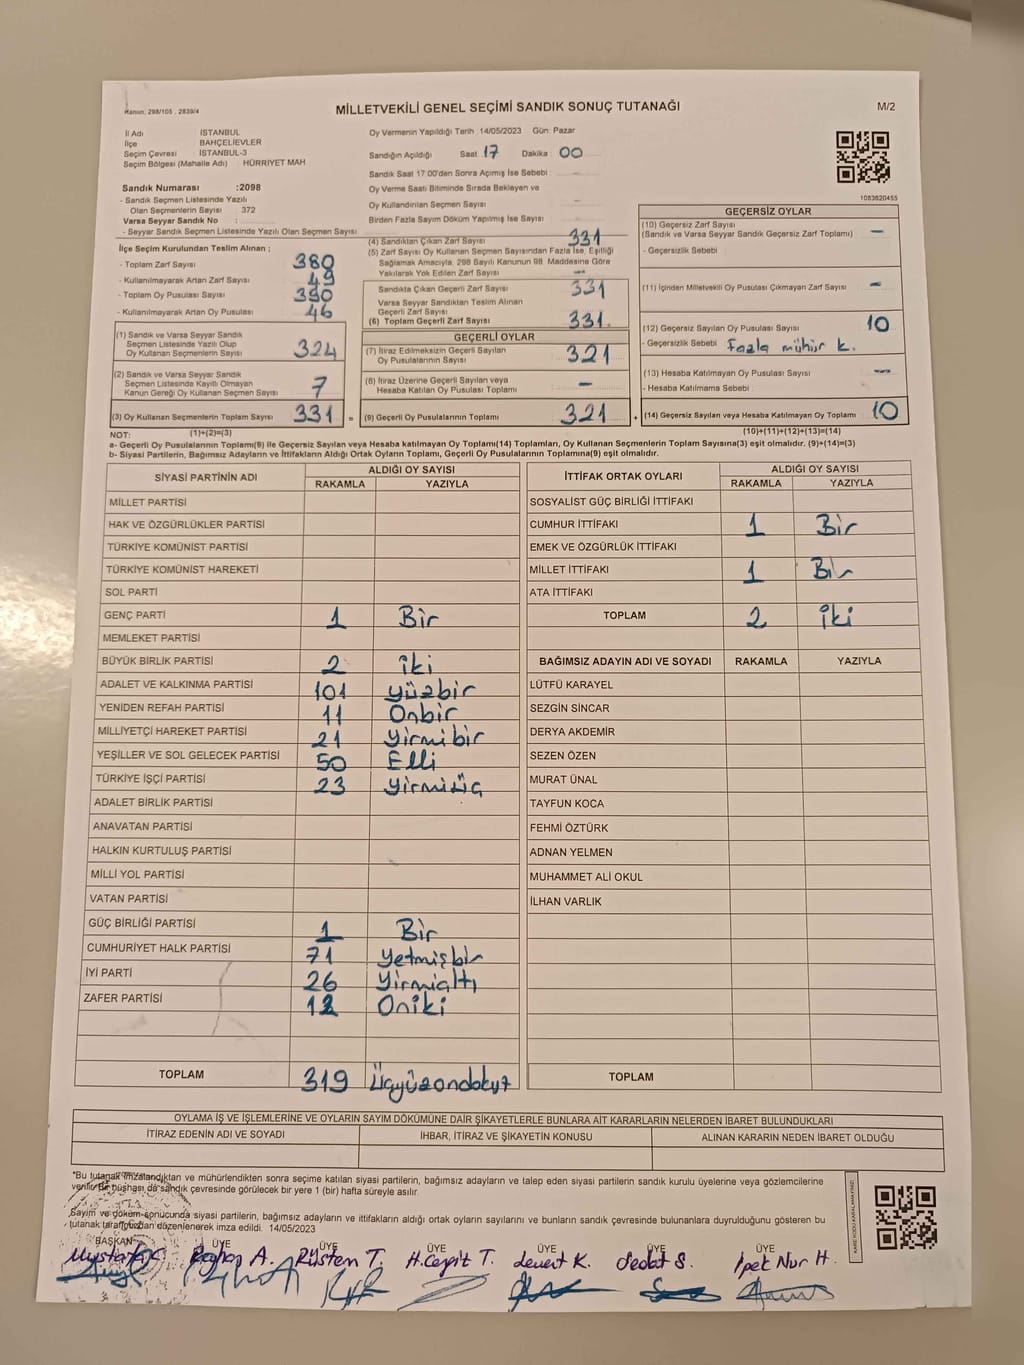 Kanun, 298/105 , 2839/4
MİLLETVEKİLİ GENEL SEÇİMİ SANDIK SONUÇ TUTANAĞI
M/2
İl Adı İSTANBUL
İlçe BAHÇELİEVLER
Seçim Çevresi İSTANBUL-3
Seçim Bölgesi (Mahalle Adı) : HÜRRİYET MAH
Sandık Numarası :2098
- Sandık Seçmen Listesinde Yazılı
Olan Seçmenlerin Sayısı 372
Varsa Seyyar Sandık No :
- Seyyar Sandık Seçmen Listesinde Yazılı Olan Seçmen Sayısı
Oy Vermenin Yapıldığı Tarih :14/05/2023 Gün: Pazar
Sandığın Açıldığı Saat 17 Dakika : 00
Sandık Saat 17:00'den Sonra Açımış İse Sebebi
Oy Verme Saati Bitiminde Sırada Bekleyen ve
Oy Kullandırılan Seçmen Sayısı -
Birden Fazla Sayım Döküm Yapılmış İse Sayısı
1083820455
İlçe Seçim Kurulundan Teslim Alınan ;
- Toplam Zarf Sayısı 380
- Kullanılmayarak Artan Zarf Sayısı 49
- Toplam Oy Pusulası Sayısı
- Kullanılmayarak Artan Oy Pusulası 46
(1) Sandık ve Varsa Seyyar Sandık
Seçmen Listesinde Yazılı Olup
Oy Kullanan Seçmenlerin Sayısı 324
(2) Sandık ve Varsa Seyyar Sandık
Seçmen Listesinde Kayıtlı Olmayan
Kanun Gereği Oy Kullanan Seçmen Sayısı 7
(3) Oy Kullanan Seçmenlerin Toplam Sayısı 331
(4) Sandıktan Çıkan Zarf Sayısı 331
(5) Zarf Sayısı Oy Kullanan Seçmen Sayısından Fazla İse, Eşitliği
Sağlamak Amacıyla, 298 Sayılı Kanunun 98. Maddesine Göre
Yakılarak Yok Edilen Zarf Sayısı -
Sandıkta Çıkan Geçerli Zarf Sayısı 331
Varsa Seyyar Sandıktan Teslim Alınan
Geçerli Zarf Sayısı
(6) Toplam Geçerli Zarf Sayısı 331
GEÇERLİ OYLAR
(7) İtiraz Edilmeksizin Geçerli Sayılan
Oy Pusulalarının Sayısı 321
(8) İtiraz Üzerine Geçerli Sayılan veya
Hesaba Katılan Oy Pusulası Toplamı -
= (9) Geçerli Oy Pusulalarının Toplamı 321
GEÇERSİZ OYLAR
(10) Geçersiz Zarf Sayısı
(Sandık ve Varsa Seyyar Sandık Geçersiz Zarf Toplamı) -
- Geçersizlik Sebebi :
(11) İçinden Milletvekili Oy Pusulası Çıkmayan Zarf Sayısı -
(12) Geçersiz Sayılan Oy Pusulası Sayısı 10
- Geçersizlik Sebebi : Fazla mühür k.
(13) Hesaba Katılmayan Oy Pusulası Sayısı -
- Hesaba Katılmama Sebebi :
+ (14) Geçersiz Sayılan veya Hesaba Katılmayan Oy Toplamı 10
NOT: (1)+(2)=(3) (10)+(11)+(12)+(13)=(14)
a- Geçerli Oy Pusulalarının Toplamı(9) ile Geçersiz Sayılan veya Hesaba katılmayan Oy Toplamı(14) Toplamları, Oy Kullanan Seçmenlerin Toplam Sayısına(3) eşit olmalıdır. (9)+(14)=(3)
b- Siyasi Partilerin, Bağımsız Adayların ve İttifakların Aldığı Oyların Toplamı, Geçerli Oy Pusulalarının Toplamına(9) eşit olmalıdır.
SİYASİ PARTİNİN ADI ALDIĞI OY SAYISI
RAKAMLA YAZIYLA
MİLLET PARTİSİ
HAK VE ÖZGÜRLÜKLER PARTİSİ
TÜRKİYE KOMÜNİST PARTİSİ
TÜRKİYE KOMÜNİST HAREKETİ
SOL PARTİ
GENÇ PARTİ 1 Bir
MEMLEKET PARTİSİ
BÜYÜK BİRLİK PARTİSİ 2 iki
ADALET VE KALKINMA PARTİSİ 101 yüzbir
YENİDEN REFAH PARTİSİ 11 Onbir
MİLLİYETÇİ HAREKET PARTİSİ 21 Yirmi bir
YEŞİLLER VE SOL GELECEK PARTİSİ 50 Elli
TÜRKİYE İŞÇİ PARTİSİ 23 Yirmiüç
ADALET BİRLİK PARTİSİ
ANAVATAN PARTİSİ
HALKIN KURTULUŞ PARTİSİ
MİLLİ YOL PARTİSİ
VATAN PARTİSİ
GÜÇ BİRLİĞİ PARTİSİ 1 Bir
CUMHURİYET HALK PARTİSİ 71 Yetmişbir
İYİ PARTİ 26 Yirmialtı
ZAFER PARTİSİ 12 Oniki
TOPLAM 319 Üçyüzondokuz
İTTİFAK ORTAK OYLARI ALDIĞI OY SAYISI
RAKAMLA YAZIYLA
SOSYALİST GÜÇ BİRLİĞİ İTTİFAKI
CUMHUR İTTİFAKI 1 Bir
EMEK VE ÖZGÜRLÜK İTTİFAKI
MİLLET İTTİFAKI 1 Bir
ATA İTTİFAKI
TOPLAM 2 iki
BAĞIMSIZ ADAYIN ADI VE SOYADI RAKAMLA YAZIYLA
LÜTFÜ KARAYEL
SEZGİN SİNCAR
DERYA AKDEMİR
SEZEN ÖZEN
MURAT ÜNAL
TAYFUN KOCA
FEHMİ ÖZTÜRK
ADNAN YELMEN
MUHAMMET ALİ OKUL
İLHAN VARLIK
TOPLAM
OYLAMA İŞ VE İŞLEMLERİNE VE OYLARIN SAYIM DÖKÜMÜNE DAİR ŞİKAYETLERLE BUNLARA AİT KARARLARIN NELERDEN İBARET BULUNDUKLARI
İTİRAZ EDENİN ADI VE SOYADI İHBAR, İTİRAZ VE ŞİKAYETİN KONUSU ALINAN KARARIN NEDEN İBARET OLDUĞU
"Bu tutanak imzalandıktan ve mühürlendikten sonra seçime katılan siyasi partilerin, bağımsız adayların ve talep eden siyasi partilerin sandık kurulu üyelerine veya gözlemcilerine
verilir. Bir nüshası da sandık çevresinde görülecek bir yere 1 (bir) hafta süreyle asılır.
Sayım ve döküm sonucunda siyasi partilerin, bağımsız adayların ve ittifakların aldığı ortak oyların sayılarını ve bunların sandık çevresinde bulunanlara duyrulduğunu gösteren bu
tutanak tarafımızdan düzenlenerek imza edildi. 14/05/2023
BAŞKAN ÜYE ÜYE ÜYE ÜYE ÜYE ÜYE
Mustafa Rüstem T. Levent K. Sedat S. İpek Nur H.